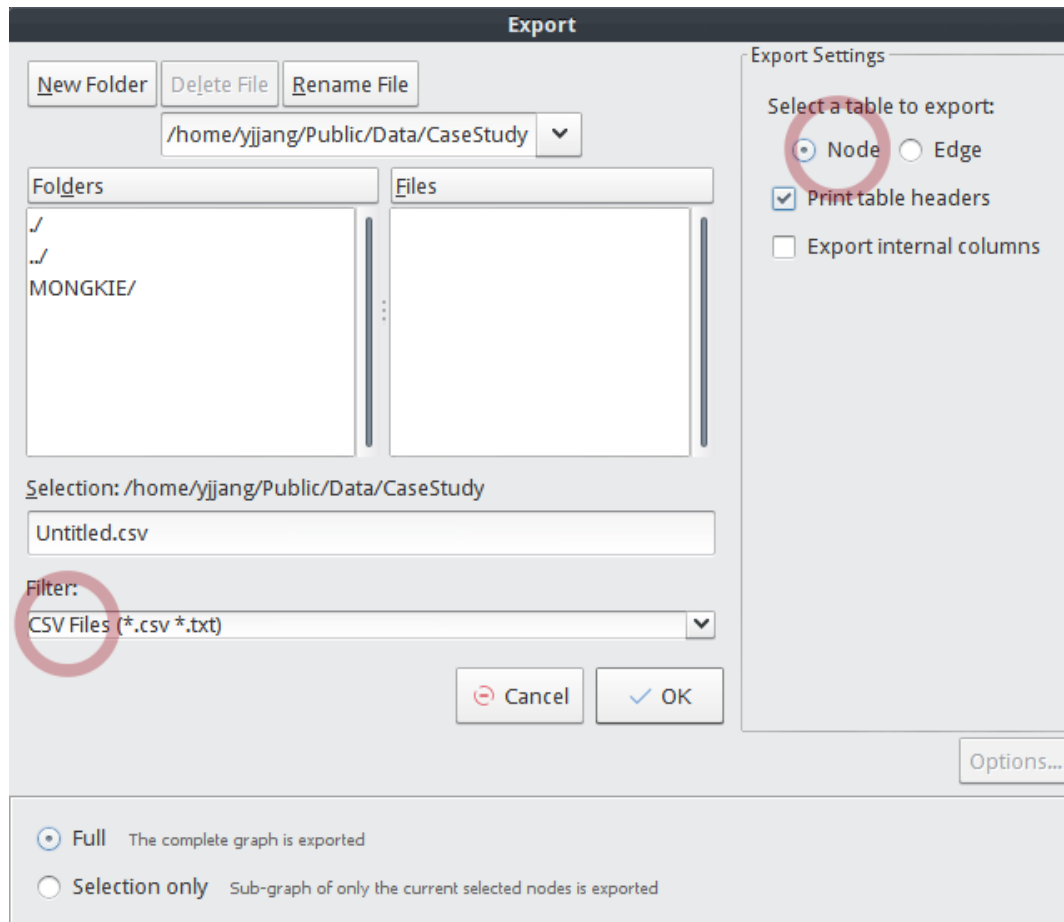 Export
New Folder Delete File Rename File
/home/yjjang/Public/Data/CaseStudy
Folders Files
./
../
MONGKIE/
Selection: /home/yjjang/Public/Data/CaseStudy
Untitled.csv
Filter:
CSV Files (*.csv *.txt)
Cancel OK
Export Settings
Select a table to export:
Node Edge
Print table headers
Export internal columns
Options...
Full The complete graph is exported
Selection only Sub-graph of only the current selected nodes is exported